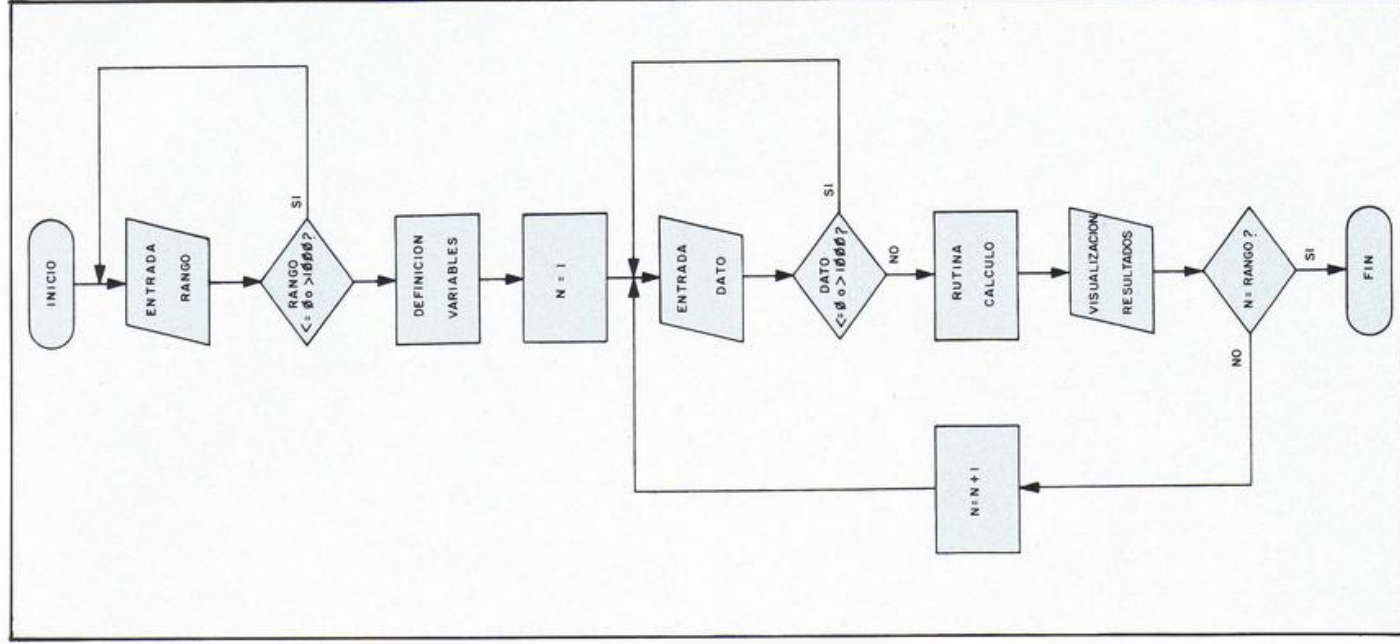 INICIO
ENTRADA
RANGO
RANGO
<= Ø o >1ØØØ?
SI
DEFINICION
VARIABLES
N = 1
ENTRADA
DATO
DATO
<= Ø o >1ØØØ?
SI
NO
RUTINA
CALCULO
VISUALIZACION
RESULTADOS
N= RANGO ?
NO
N= N + 1
SI
FIN